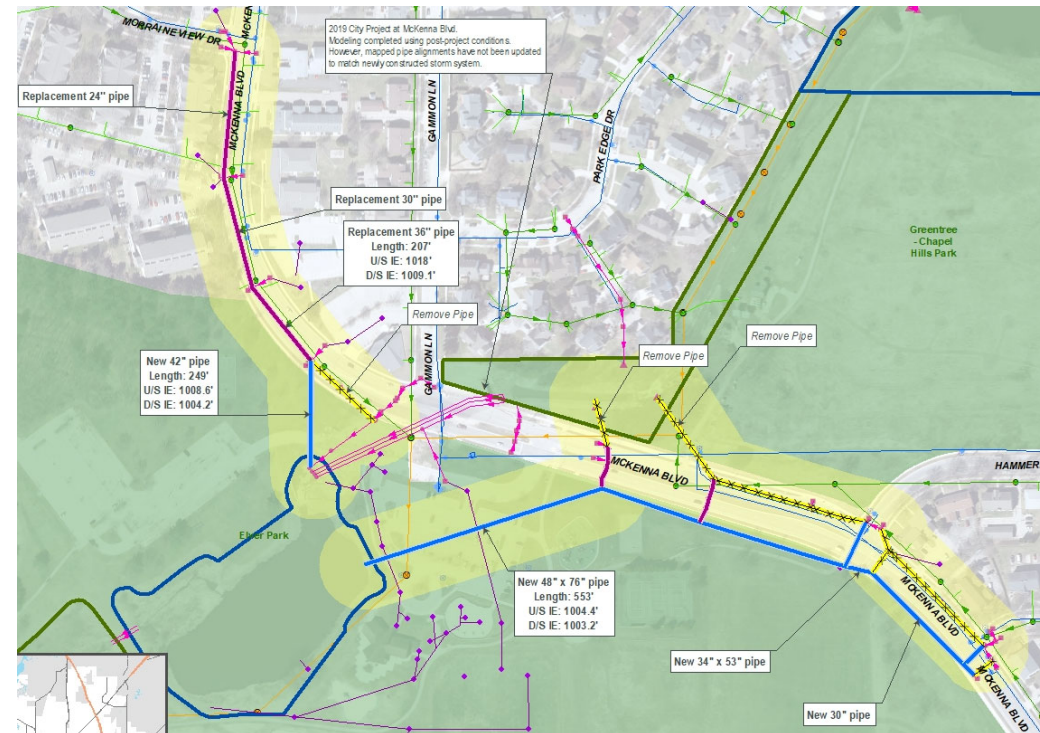 MORRAINEVIEW DR
MCKENNA BLVD
2019 City Project at McKenna Blvd.
Modeling completed using post-project conditions.
However, mapped pipe alignments have not been updated
to match newly constructed storm system.
Replacement 24" pipe
MCKENNA BLVD
GAMMON LN
PARK EDGE DR
Replacement 30" pipe
Replacement 36" pipe
Length: 207'
U/S IE: 1018'
D/S IE: 1009.1'
Greentree
- Chapel
Hills Park
Remove Pipe
Remove Pipe
Remove Pipe
New 42" pipe
Length: 249'
U/S IE: 1008.6'
D/S IE: 1004.2'
GAMMON LN
MCKENNA BLVD
HAMMER
Elver Park
New 48" x 76" pipe
Length: 553'
U/S IE: 1004.4'
D/S IE: 1003.2'
MCKENNA BLVD
New 34" x 53" pipe
MCKENNA BLVD
New 30" pipe